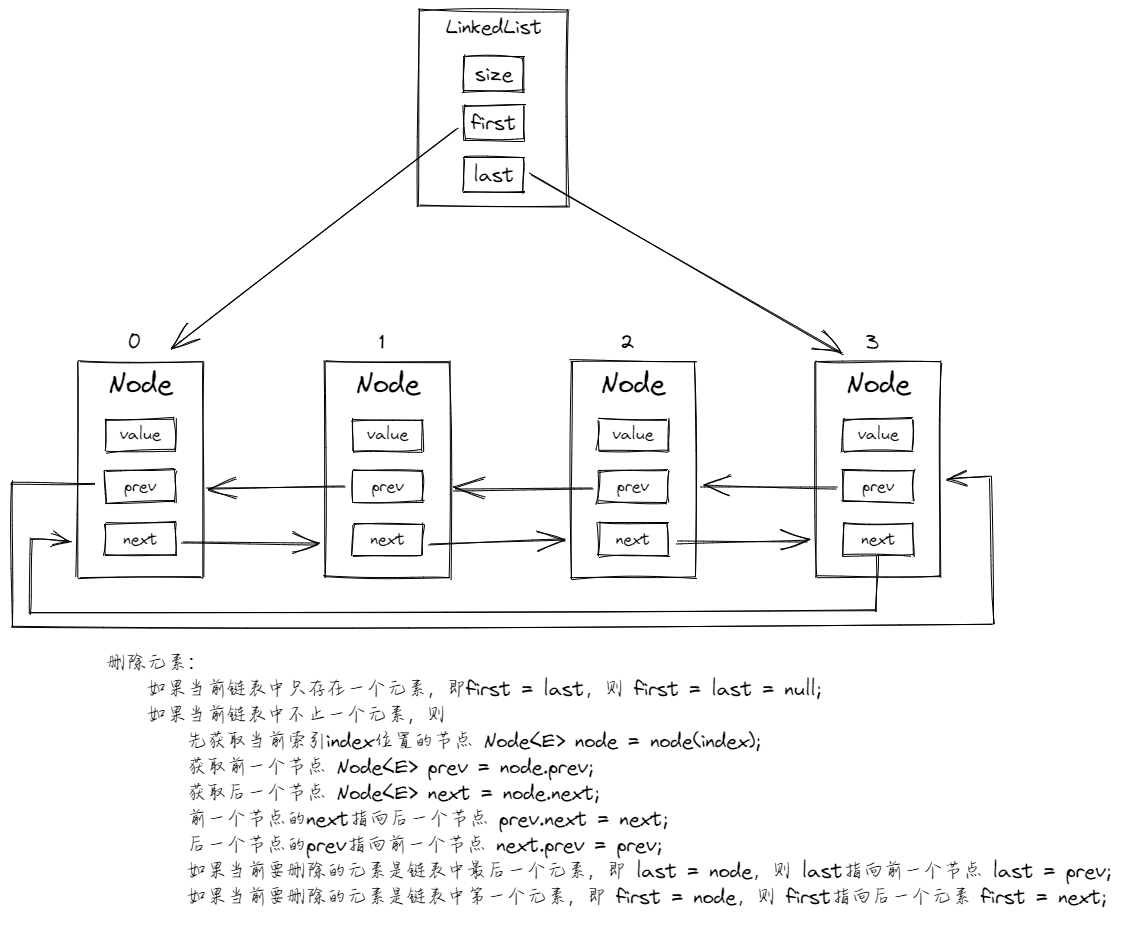 LinkedList
size
first
last
0 1 2 3
Node Node Node Node
value value value value
prev prev prev prev
next next next next
删除元素：
如果当前链表中只存在一个元素，即first = last，则 first = last = null;
如果当前链表中不止一个元素，则
先获取当前索引index位置的节点 Node<E> node = node(index);
获取前一个节点 Node<E> prev = node.prev;
获取后一个节点 Node<E> next = node.next;
前一个节点的next指向后一个节点 prev.next = next;
后一个节点的prev指向前一个节点 next.prev = prev;
如果当前要删除的元素是链表中最后一个元素，即 last = node，则 last指向前一个节点 last = prev;
如果当前要删除的元素是链表中第一个元素，即 first = node，则 first指向后一个元素 first = next;